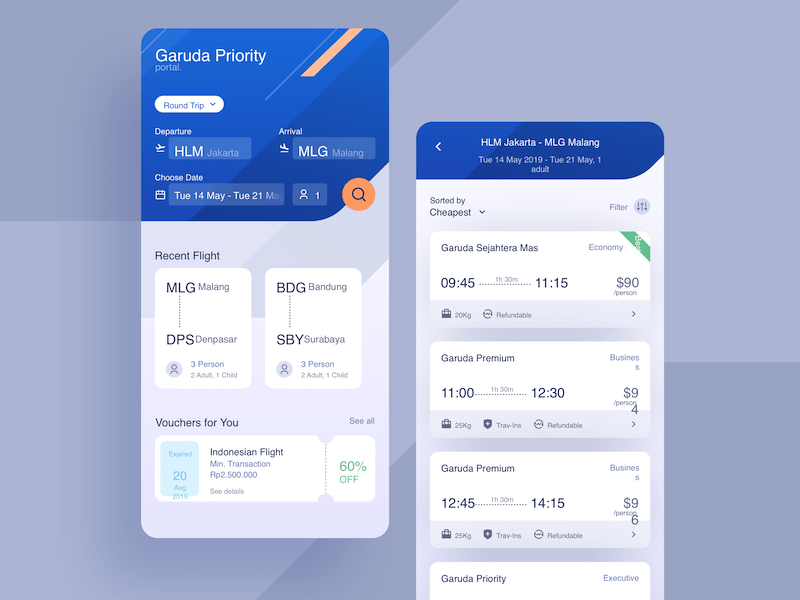 Garuda Priority
portal.
Round Trip
Departure
Arrival
HLM Jakarta
MLG Malang
Choose Date
Tue 14 May - Tue 21 Ma
1
Recent Flight
MLG Malang
DPS Denpasar
3 Person
2 Adult, 1 Child
BDG Bandung
SBY Surabaya
3 Person
2 Adult, 1 Child
Vouchers for You
See all
Expired
20
Aug
2019
Indonesian Flight
Min. Transaction
Rp2.500.000
See details
60%
OFF
HLM Jakarta - MLG Malang
Tue 14 May 2019 - Tue 21 May, 1
adult
Sorted by
Cheapest
Filter
Garuda Sejahtera Mas
Economy
09:45
1h 30m
11:15
$90
/person
20Kg
Refundable
Garuda Premium
Busines
s
11:00
1h 30m
12:30
$9
4
/person
25Kg
Trav-Ins
Refundable
Garuda Premium
Busines
s
12:45
1h 30m
14:15
$9
6
/person
25Kg
Trav-Ins
Refundable
Garuda Priority
Executive